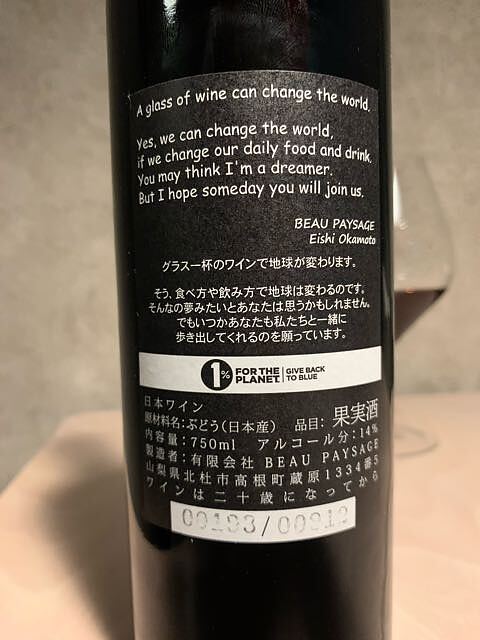 A glass of wine can change the world.
Yes, we can change the world,
if we change our daily food and drink.
You may think I'm a dreamer.
But I hope someday you will join us.
BEAU PAYSAGE
Eishi Okamoto
グラス一杯のワインで地球が変わります。
そう、食べ方や飲み方で地球は変わるのです。
そんなの夢みたいとあなたは思うかもしれません。
でもいつかあなたも私たちと一緒に
歩き出してくれるのを願っています。
1% FOR THE PLANET. GIVE BACK TO BLUE
日本ワイン
原材料名：ぶどう（日本産） 品目：果実酒
内容量：750ml アルコール分：14%
製造者：有限会社 BEAU PAYSAGE
山梨県北杜市高根町蔵原1334番5
ワインは二十歳になってから